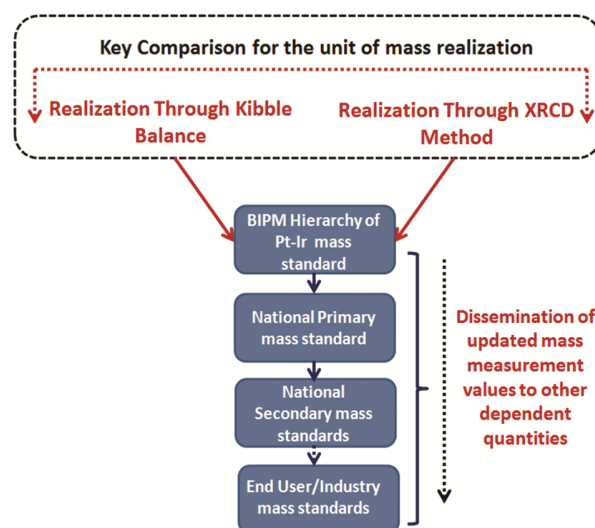 Key Comparison for the unit of mass realization
Realization Through Kibble
Balance
Realization Through XRCD
Method
BIPM Hierarchy of
Pt-Ir mass
standard
National Primary
mass standard
National
Secondary mass
standards
End User/Industry
mass standards
Dissemination of
updated mass
measurement
values to other
dependent
quantities